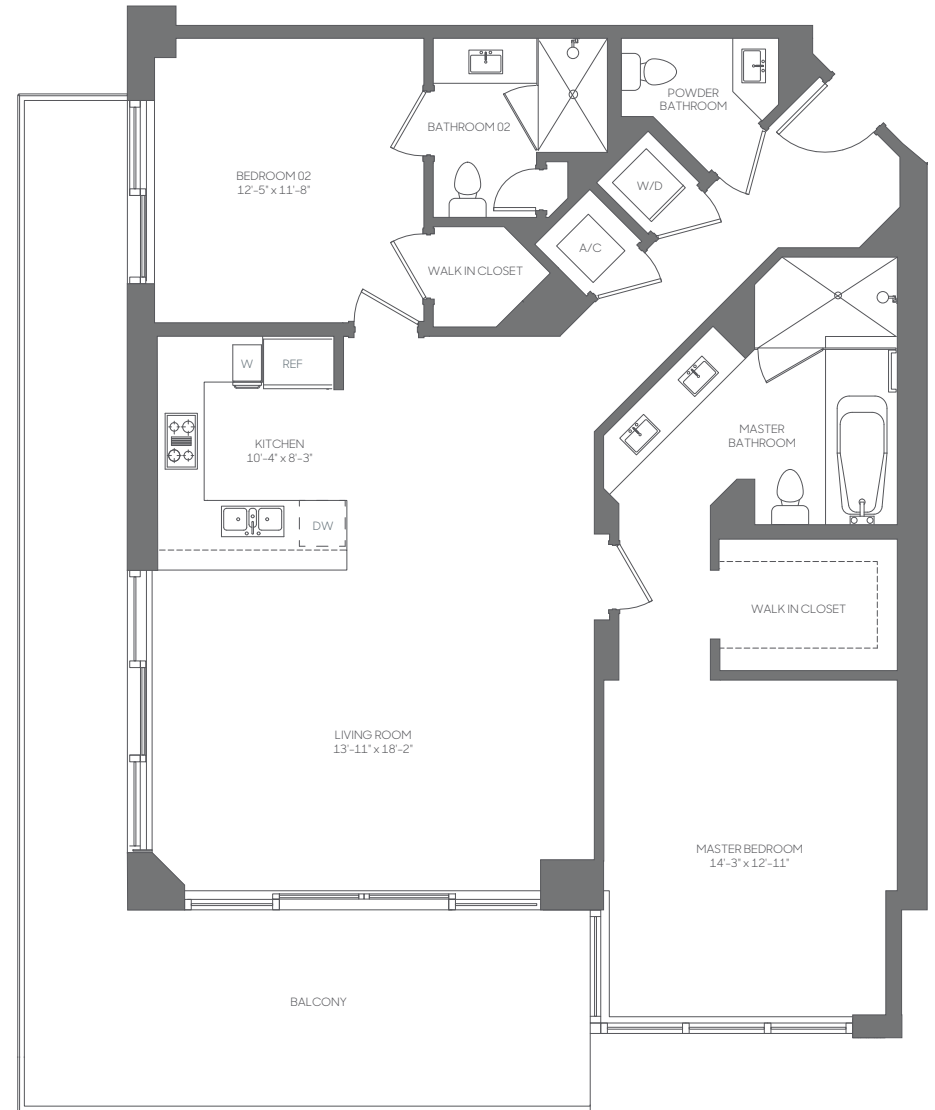 POWDER
BATHROOM
BATHROOM 02
BEDROOM 02
12'-5" x 11'-8"
W/D
A/C
WALK IN CLOSET
W
REF
KITCHEN
10'-4" x 8'-3"
MASTER
BATHROOM
DW
WALK IN CLOSET
LIVING ROOM
13'-11" x 18'-2"
MASTER BEDROOM
14'-3" x 12'-11"
BALCONY